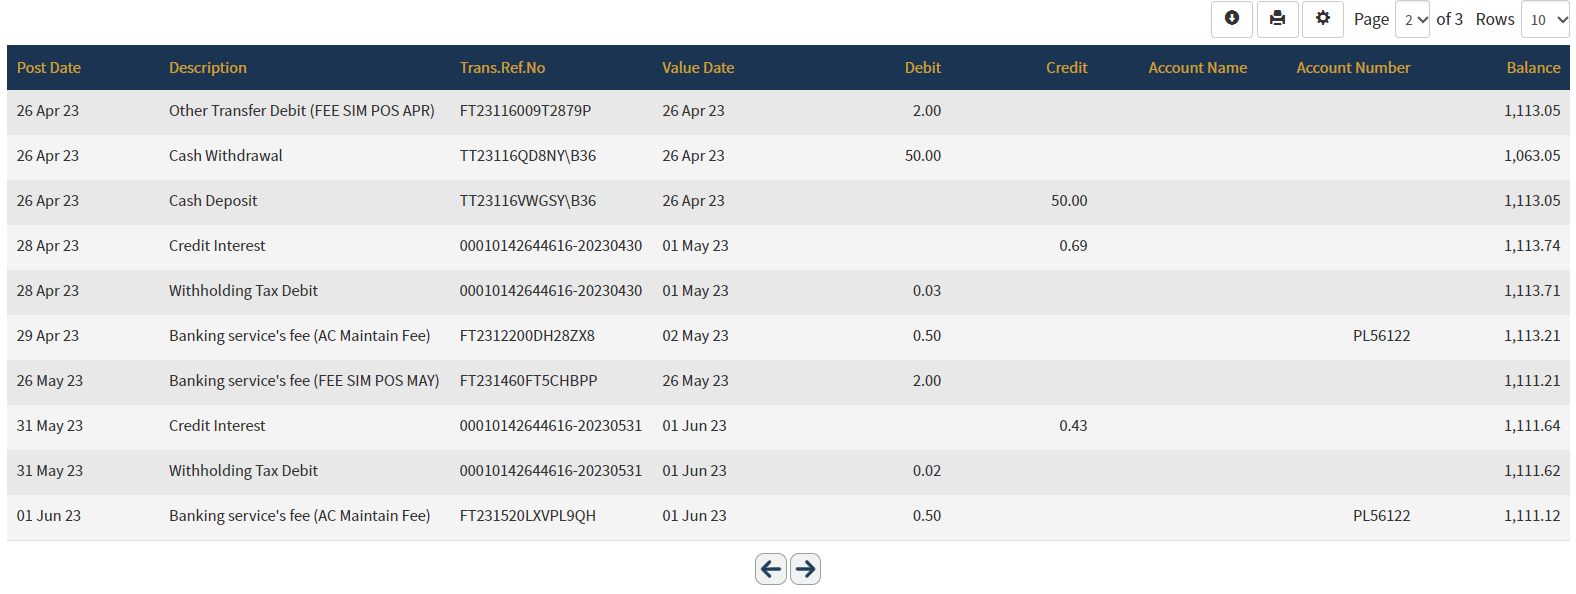 Page 2 of 3 Rows 10
Post Date Description Trans.Ref.No Value Date Debit Credit Account Name Account Number Balance
26 Apr 23 Other Transfer Debit (FEE SIM POS APR) FT23116009T2879P 26 Apr 23 2.00 1,113.05
26 Apr 23 Cash Withdrawal TT23116QD8NY\B36 26 Apr 23 50.00 1,063.05
26 Apr 23 Cash Deposit TT23116VWGSY\B36 26 Apr 23 50.00 1,113.05
28 Apr 23 Credit Interest 00010142644616-20230430 01 May 23 0.69 1,113.74
28 Apr 23 Withholding Tax Debit 00010142644616-20230430 01 May 23 0.03 1,113.71
29 Apr 23 Banking service's fee (AC Maintain Fee) FT2312200DH28ZX8 02 May 23 0.50 PL56122 1,113.21
26 May 23 Banking service's fee (FEE SIM POS MAY) FT231460FT5CHBPP 26 May 23 2.00 1,111.21
31 May 23 Credit Interest 00010142644616-20230531 01 Jun 23 0.43 1,111.64
31 May 23 Withholding Tax Debit 00010142644616-20230531 01 Jun 23 0.02 1,111.62
01 Jun 23 Banking service's fee (AC Maintain Fee) FT231520LXVPL9QH 01 Jun 23 0.50 PL56122 1,111.12